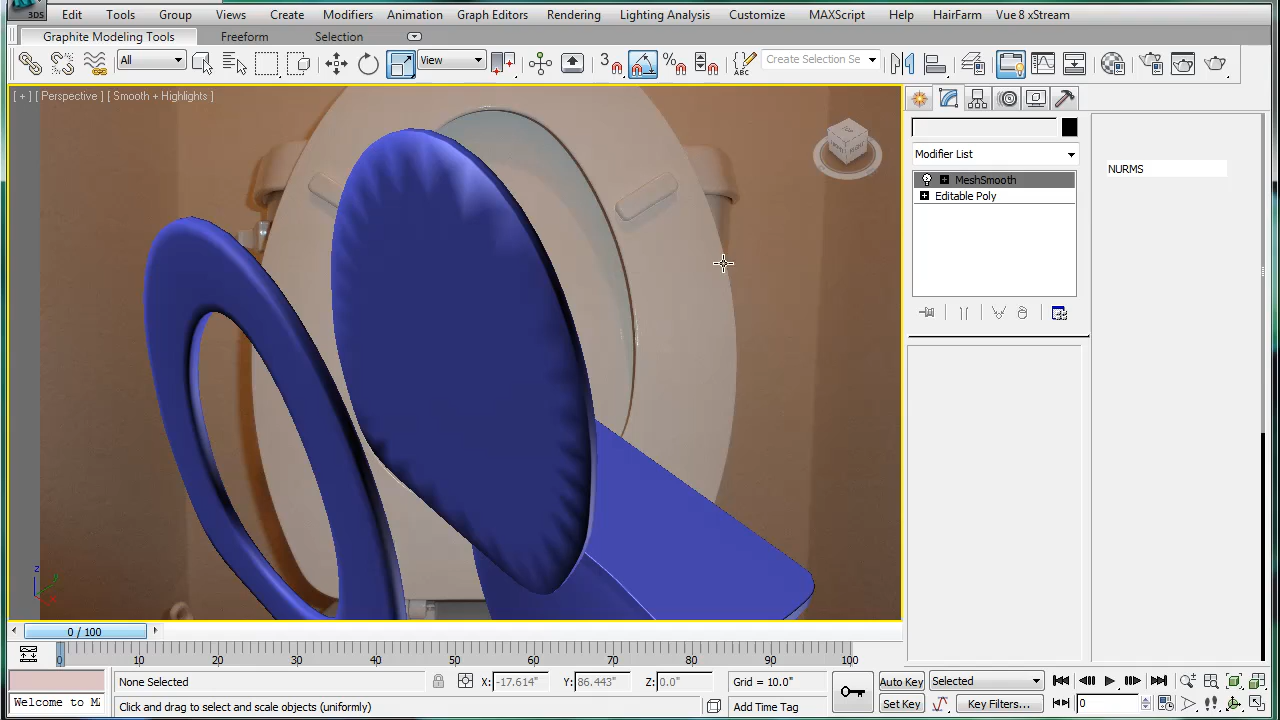 3DS
Edit Tools Group Views Create Modifiers Animation Graph Editors Rendering Lighting Analysis Customize MAXScript Help HairFarm Vue 8 xStream
Graphite Modeling Tools Freeform Selection
All View 3 % ABC Create Selection Se
[ + ] [ Perspective ] [ Smooth + Highlights ]
Modifier List
NURMS
MeshSmooth
Editable Poly
z
x
0 / 100
0 10 20 30 40 50 60 70 80 90 100
None Selected X: -17.614" Y: 86.443" Z: 0.0" Grid = 10.0" Auto Key Selected
Welcome to M Click and drag to select and scale objects (uniformly) Add Time Tag Set Key Key Filters... 0